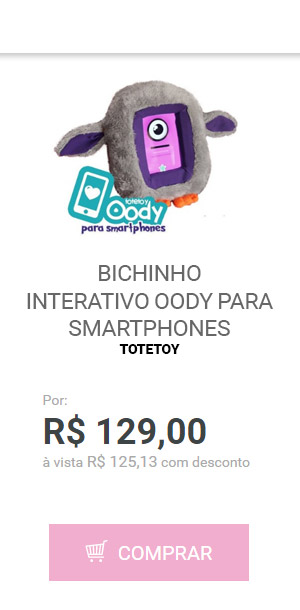 totetoy
Oody
para smartphones
BICHINHO
INTERATIVO OODY PARA
SMARTPHONES
TOTETOY
Por:
R$ 129,00
à vista R$ 125,13 com desconto
COMPRAR